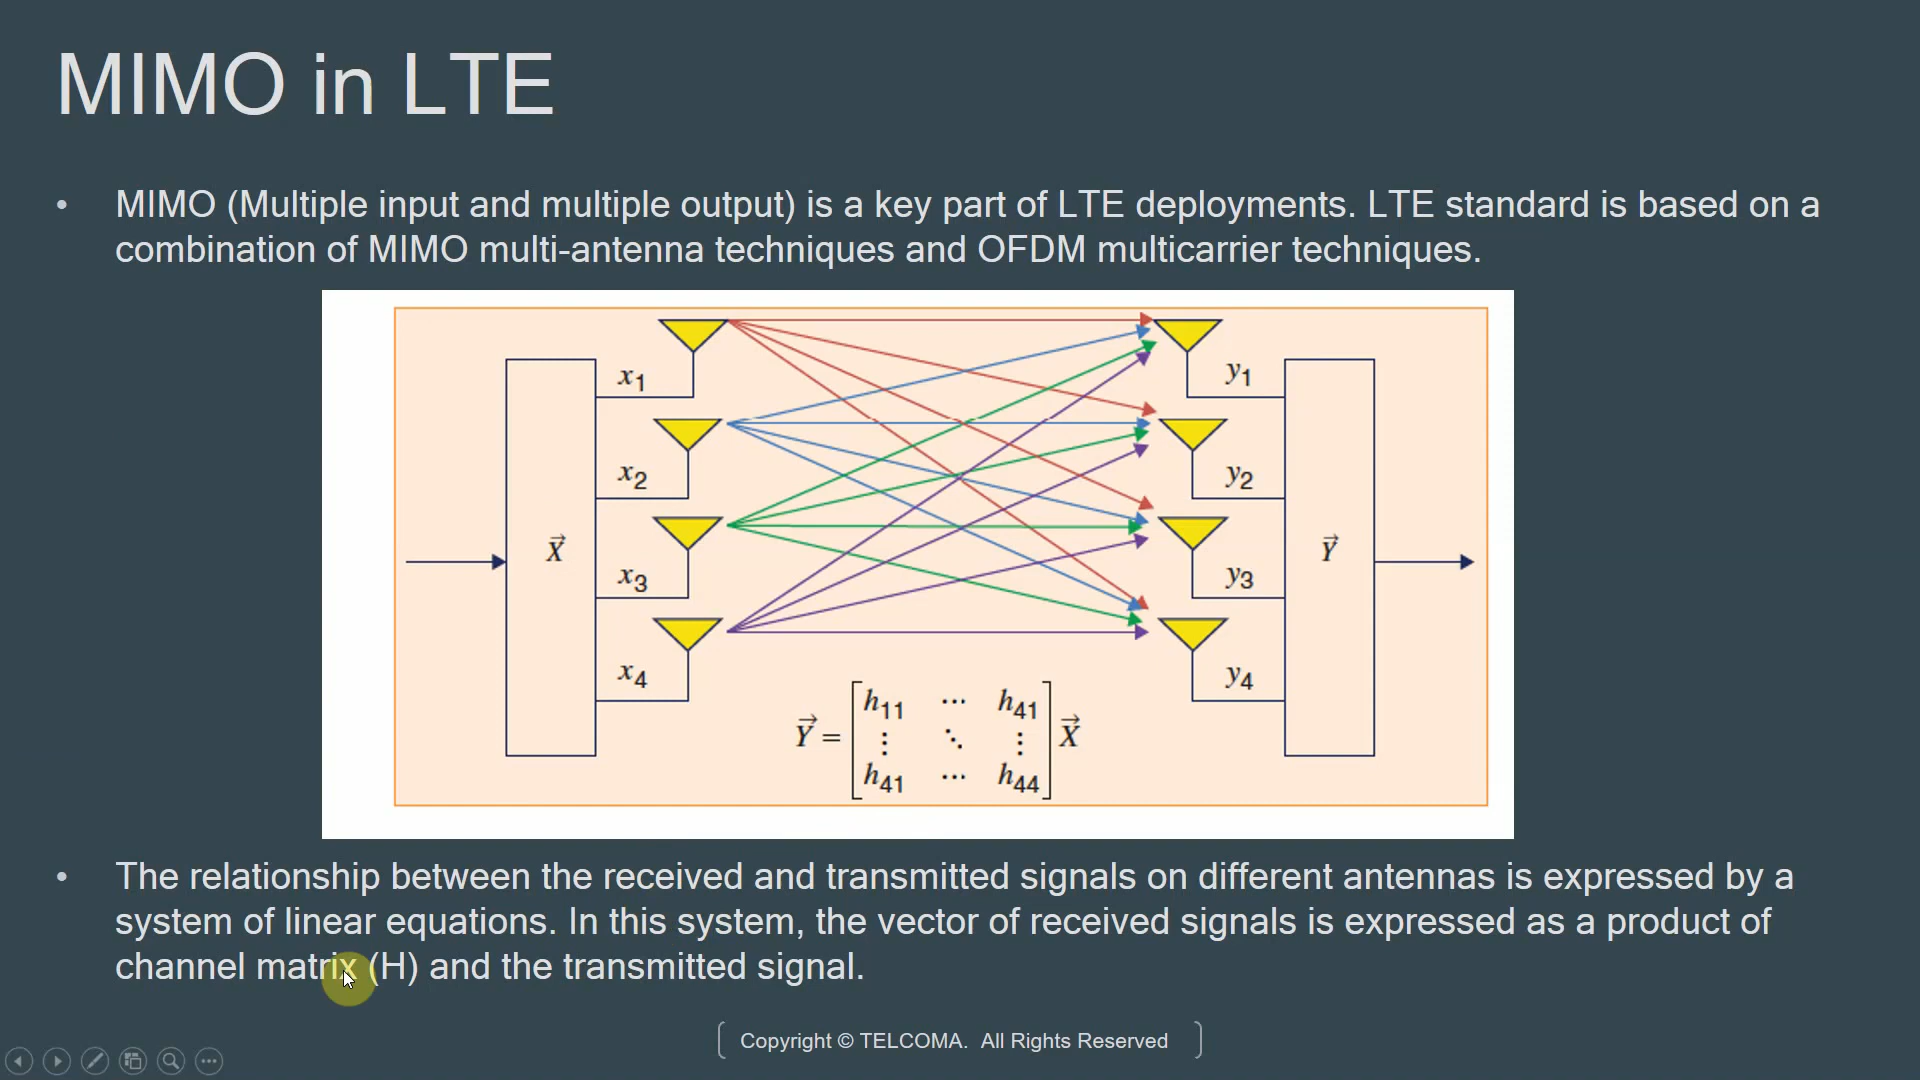 MIMO in LTE
• MIMO (Multiple input and multiple output) is a key part of LTE deployments. LTE standard is based on a
combination of MIMO multi-antenna techniques and OFDM multicarrier techniques.
x1
y1
x2
y2
X⃗
x3
y3
Y⃗
x4
y4
Y⃗ = [h11 ⋯ h41
⋮ ⋱ ⋮
h41 ⋯ h44] X⃗
• The relationship between the received and transmitted signals on different antennas is expressed by a
system of linear equations. In this system, the vector of received signals is expressed as a product of
channel matrix (H) and the transmitted signal.
Copyright © TELCOMA. All Rights Reserved